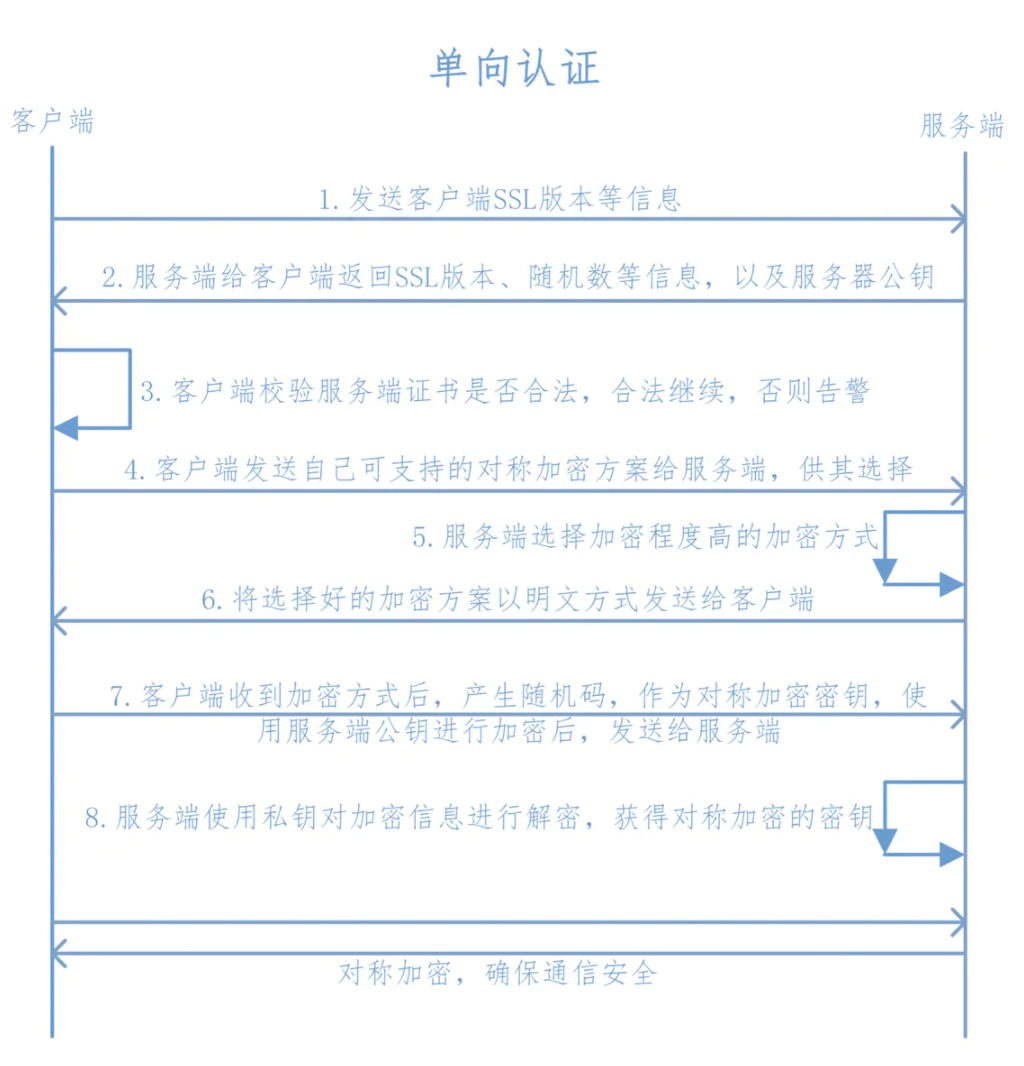 单向认证
客户端
服务端
1.发送客户端SSL版本等信息
2.服务端给客户端返回SSL版本、随机数等信息，以及服务器公钥
3.客户端校验服务端证书是否合法，合法继续，否则告警
4.客户端发送自己可支持的对称加密方案给服务端，供其选择
5.服务端选择加密程度高的加密方式
6.将选择好的加密方案以明文方式发送给客户端
7.客户端收到加密方式后，产生随机码，作为对称加密密钥，使
用服务端公钥进行加密后，发送给服务端
8.服务端使用私钥对加密信息进行解密，获得对称加密的密钥
对称加密，确保通信安全